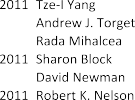 2011 Tze-I Yang
Andrew J. Torget
Rada Mihalcea
2011 Sharon Block
David Newman
2011 Robert K. Nelson